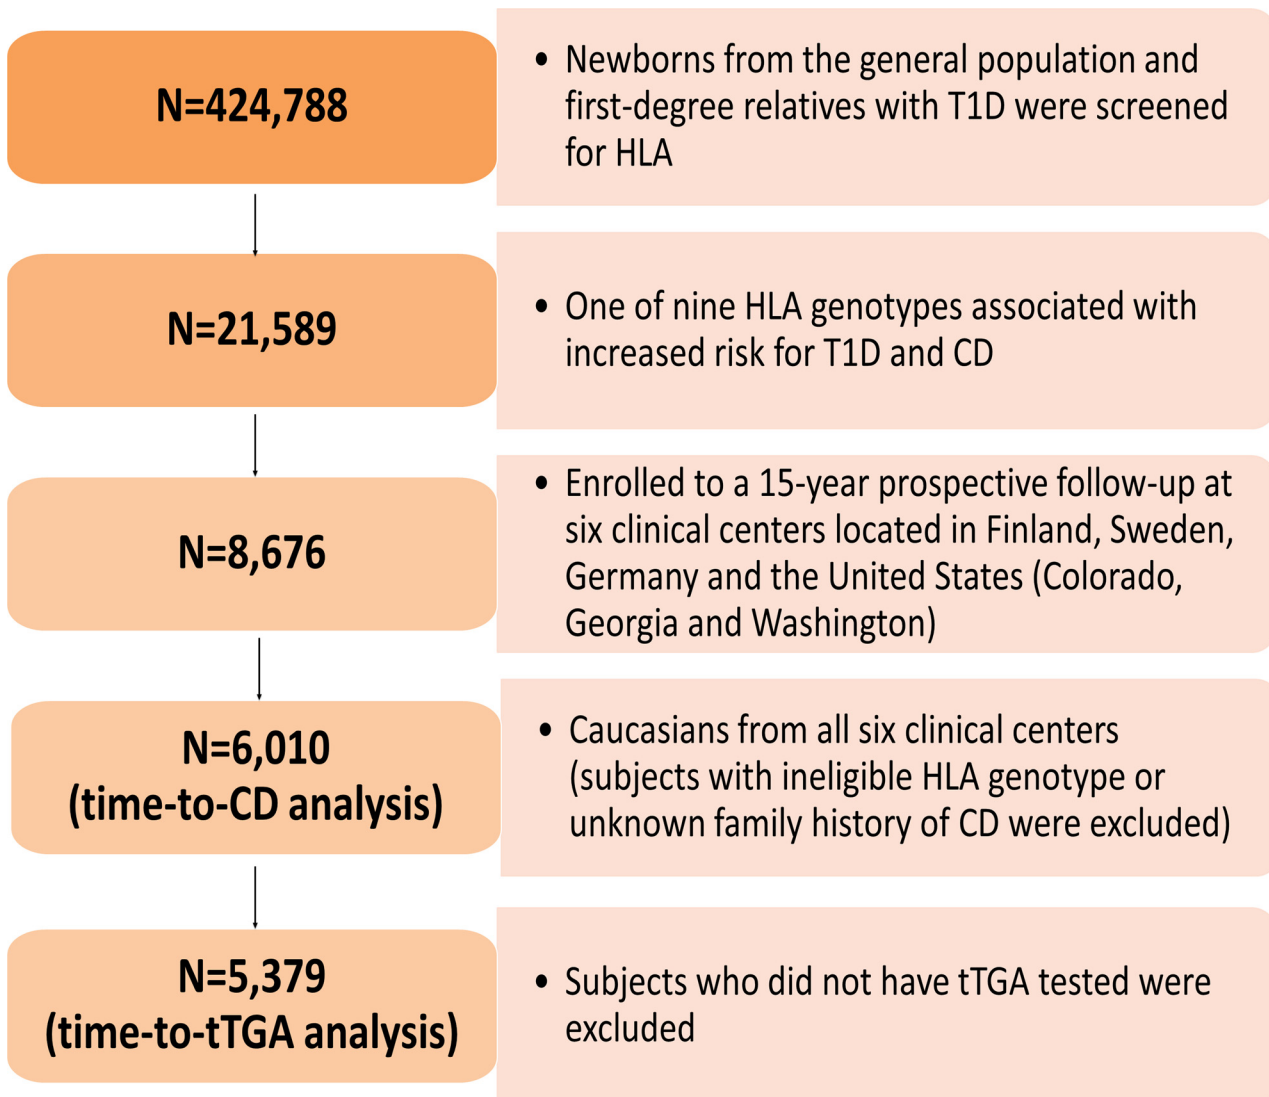 N=424,788
• Newborns from the general population and
first-degree relatives with T1D were screened
for HLA
N=21,589
• One of nine HLA genotypes associated with
increased risk for T1D and CD
N=8,676
• Enrolled to a 15-year prospective follow-up at
six clinical centers located in Finland, Sweden,
Germany and the United States (Colorado,
Georgia and Washington)
N=6,010
(time-to-CD analysis)
• Caucasians from all six clinical centers
(subjects with ineligible HLA genotype or
unknown family history of CD were excluded)
N=5,379
(time-to-tTGA analysis)
• Subjects who did not have tTGA tested were
excluded